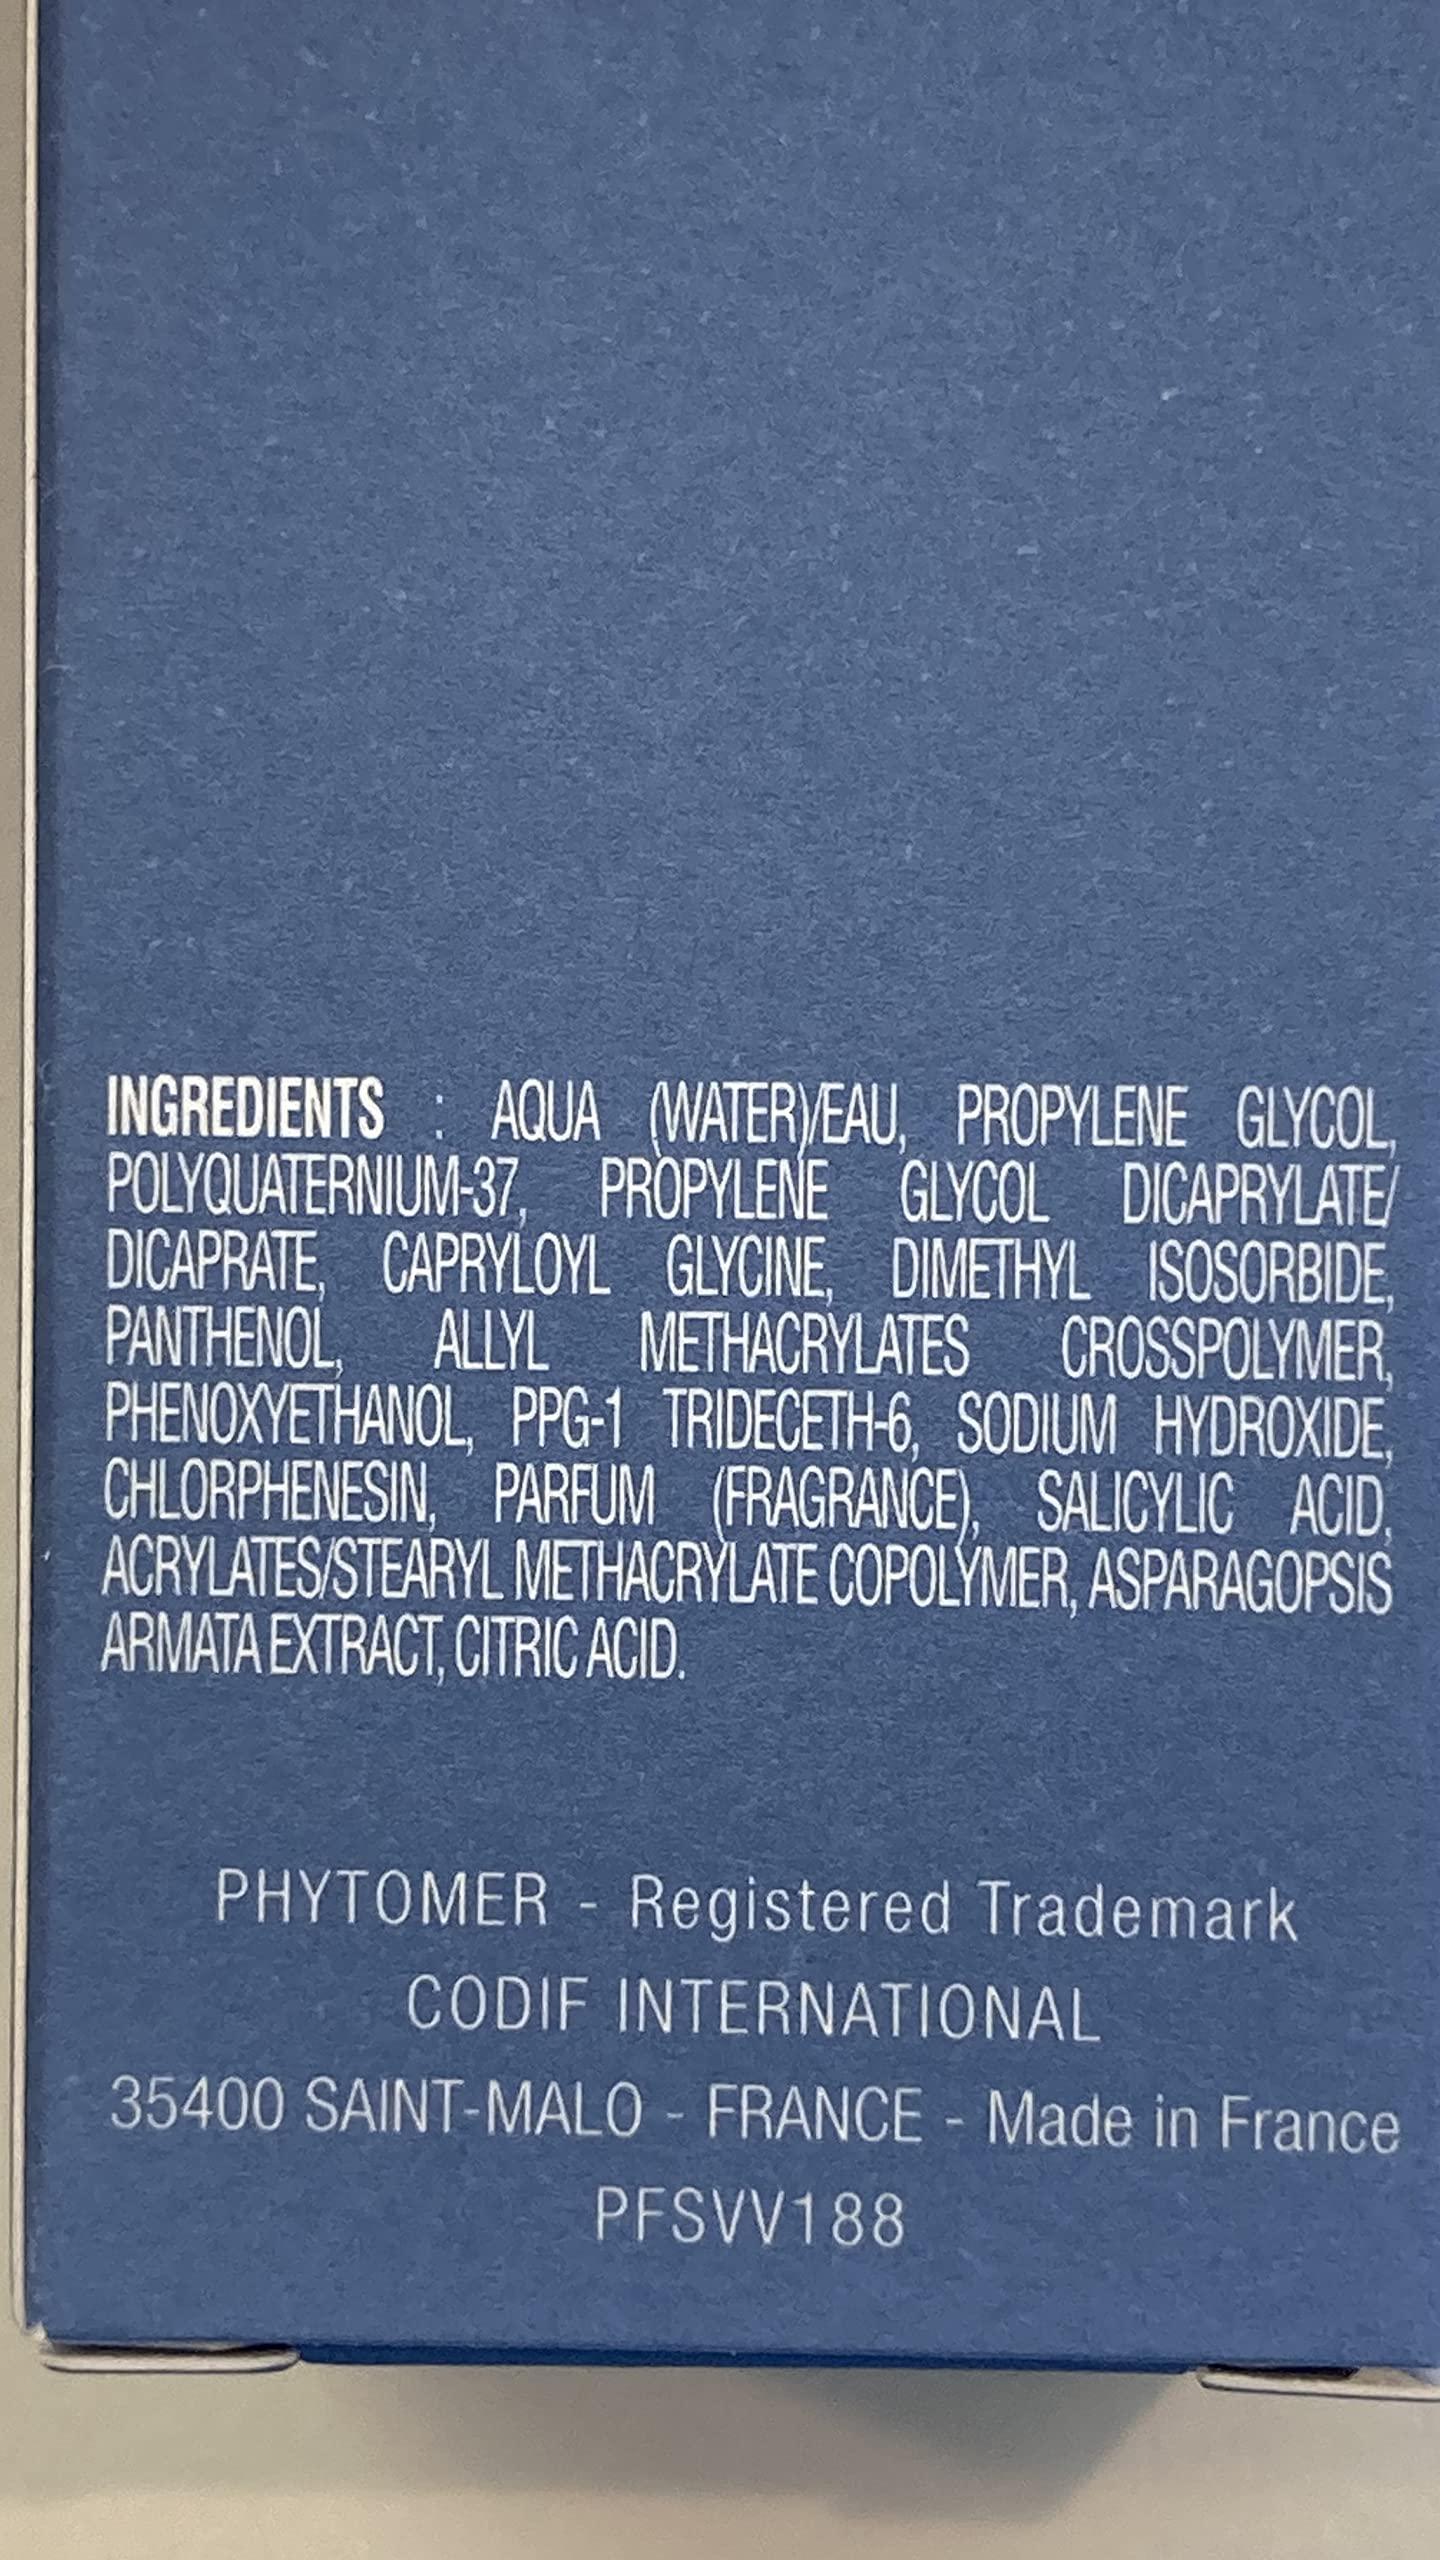 INGREDIENTS : AQUA (WATER)/EAU, PROPYLENE GLYCOL,
POLYQUATERNIUM-37, PROPYLENE GLYCOL DICAPRYLATE/
DICAPRATE, CAPRYLOYL GLYCINE, DIMETHYL ISOSORBIDE,
PANTHENOL, ALLYL METHACRYLATES CROSSPOLYMER,
PHENOXYETHANOL, PPG-1 TRIDECETH-6, SODIUM HYDROXIDE,
CHLORPHENESIN, PARFUM (FRAGRANCE), SALICYLIC ACID,
ACRYLATES/STEARYL METHACRYLATE COPOLYMER, ASPARAGOPSIS
ARMATA EXTRACT, CITRIC ACID.
PHYTOMER - Registered Trademark
CODIF INTERNATIONAL
35400 SAINT-MALO - FRANCE - Made in France
PFSVV188